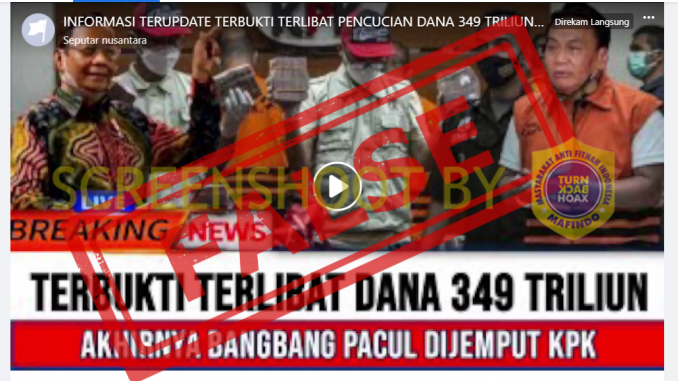 INFORMASI TERUPDATE TERBUKTI TERLIBAT PENCUCIAN DANA 349 TRILIUN...
Direkam Langsung
Seputar nusantara
SCREENSHOOT BY
FALSE
MASYARAKAT ANTI FITNAH INDONESIA
TURN
BACK
HOAX
MAFINDO
LIVE
BREAKING NEWS
TERBUKTI TERLIBAT DANA 349 TRILIUN
AKHIRNYA BANGBANG PACUL DIJEMPUT KPK